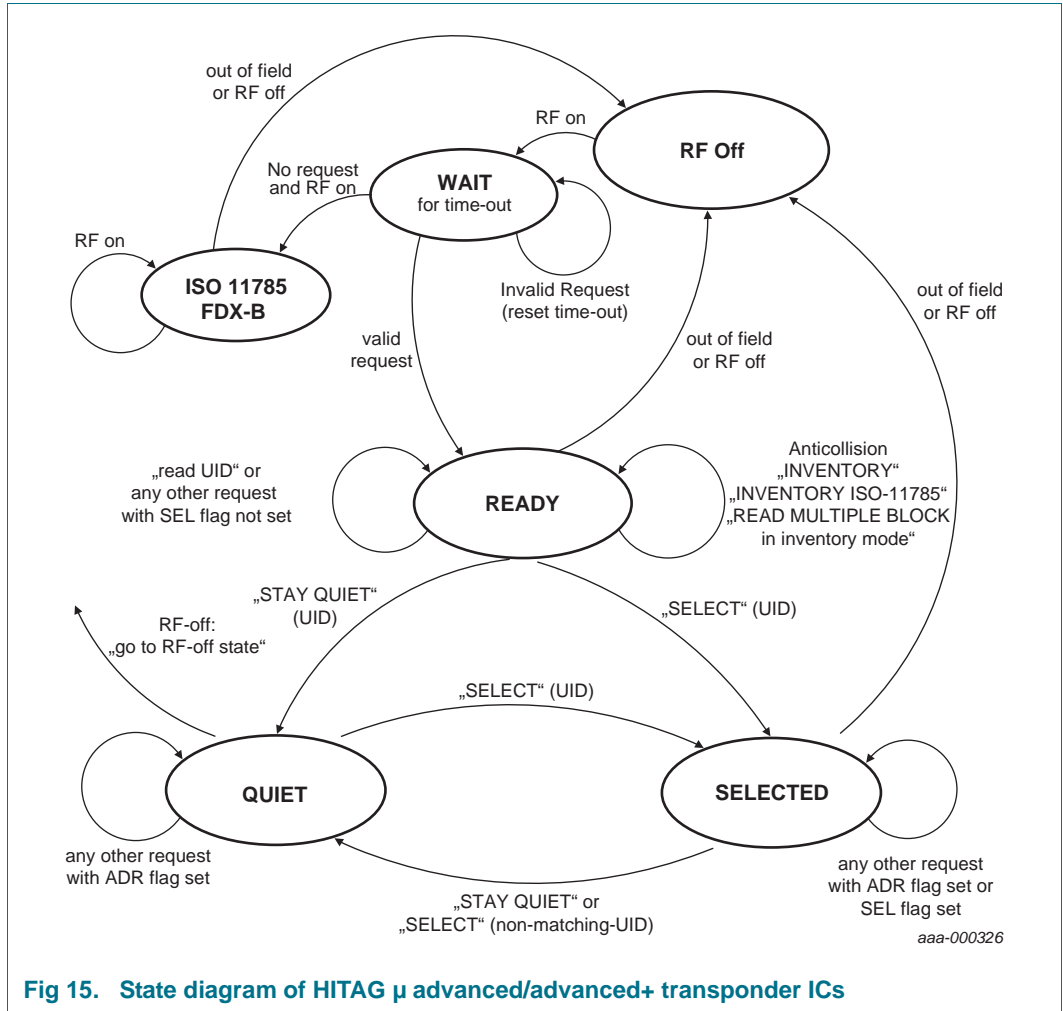 out of field
or RF off
RF on
RF Off
No request
and RF on
WAIT
for time-out
RF on
ISO 11785
FDX-B
Invalid Request
(reset time-out)
out of field
or RF off
valid
request
out of field
or RF off
„read UID“ or
any other request
with SEL flag not set
READY
Anticollision
„INVENTORY“
„INVENTORY ISO-11785“
„READ MULTIPLE BLOCK
in inventory mode“
„STAY QUIET“
(UID)
„SELECT“ (UID)
RF-off:
„go to RF-off state“
„SELECT“ (UID)
QUIET
SELECTED
any other request
with ADR flag set
any other request
with ADR flag set or
SEL flag set
„STAY QUIET“ or
„SELECT“ (non-matching-UID)
aaa-000326
Fig 15. State diagram of HITAG µ advanced/advanced+ transponder ICs